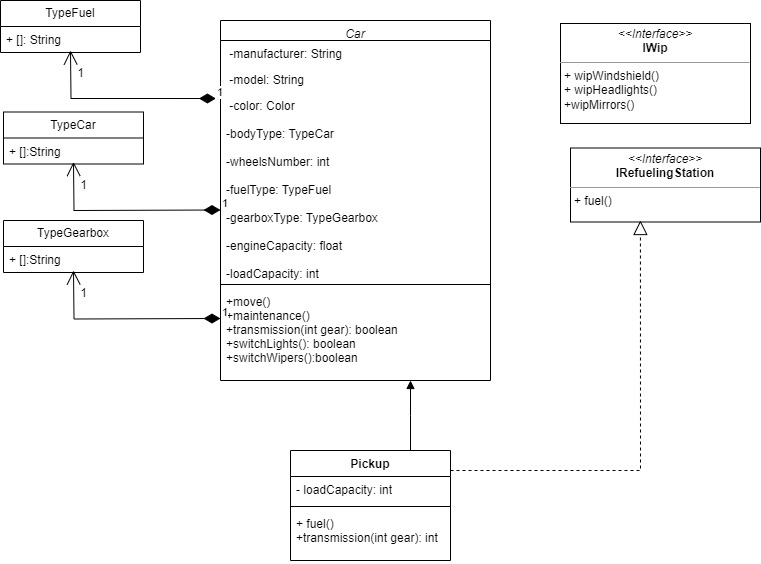 TypeFuel
+ []: String
1
TypeCar
+ []:String
1
TypeGearbox
+ []:String
1
Car
-manufacturer: String
-model: String
1
-color: Color
-bodyType: TypeCar
-wheelsNumber: int
-fuelType: TypeFuel
1
-gearboxType: TypeGearbox
-engineCapacity: float
-loadCapacity: int
+move()
1
+maintenance()
+transmission(int gear): boolean
+switchLights(): boolean
+switchWipers():boolean
<<Interface>>
IWip
+ wipWindshield()
+ wipHeadlights()
+wipMirrors()
<<Interface>>
IRefuelingStation
+ fuel()
Pickup
- loadCapacity: int
+ fuel()
+transmission(int gear): int